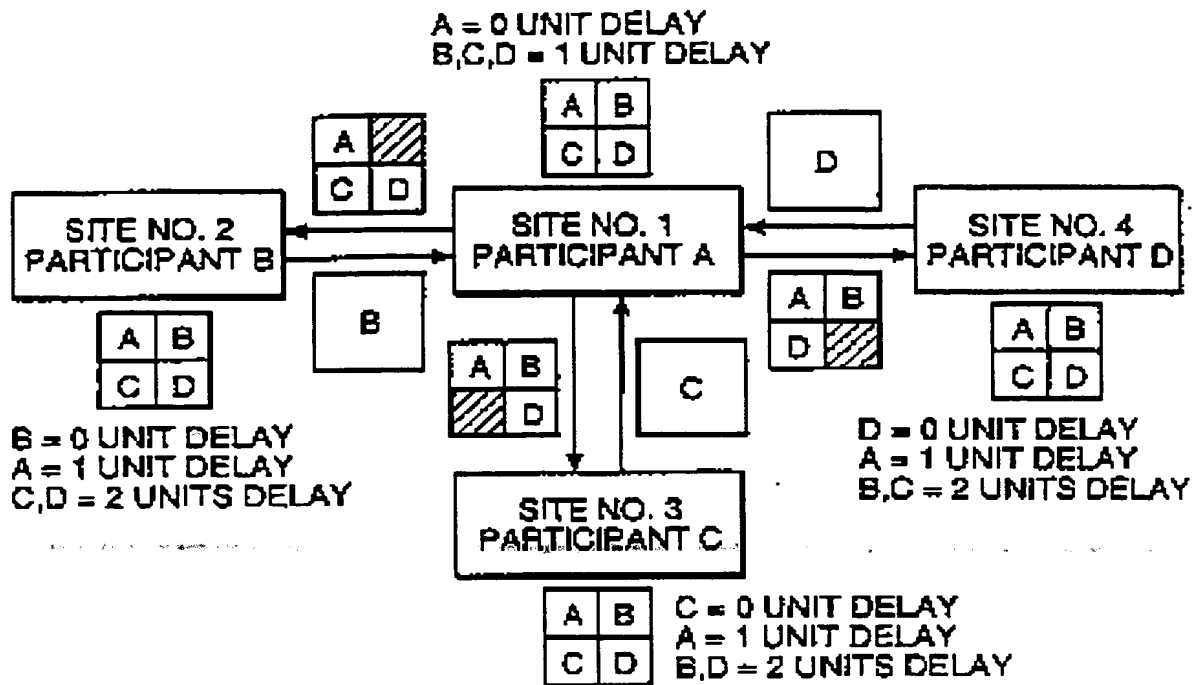 A = 0 UNIT DELAY
B,C,D = 1 UNIT DELAY
A B
C D
A
C D
D
SITE NO. 2
PARTICIPANT B
SITE NO. 1
PARTICIPANT A
SITE NO. 4
PARTICIPANT D
A B
C D
B
A B
D
C
A B
D
A B
C D
B = 0 UNIT DELAY
A = 1 UNIT DELAY
C,D = 2 UNITS DELAY
D = 0 UNIT DELAY
A = 1 UNIT DELAY
B,C = 2 UNITS DELAY
SITE NO. 3
PARTICIPANT C
A B
C D
C = 0 UNIT DELAY
A = 1 UNIT DELAY
B,D = 2 UNITS DELAY